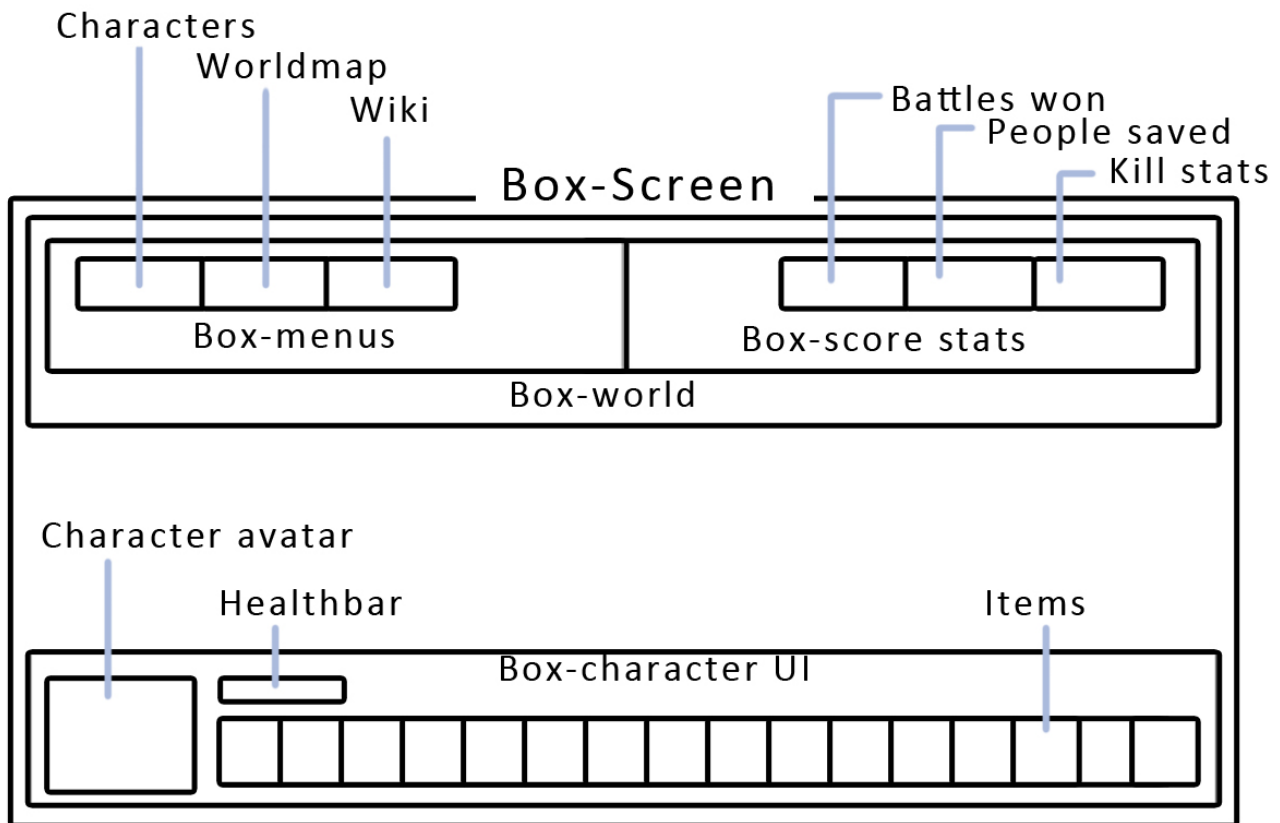 Characters
Worldmap
Wiki
Battles won
People saved
Kill stats
Box-Screen
Box-menus
Box-score stats
Box-world
Character avatar
Healthbar
Items
Box-character UI